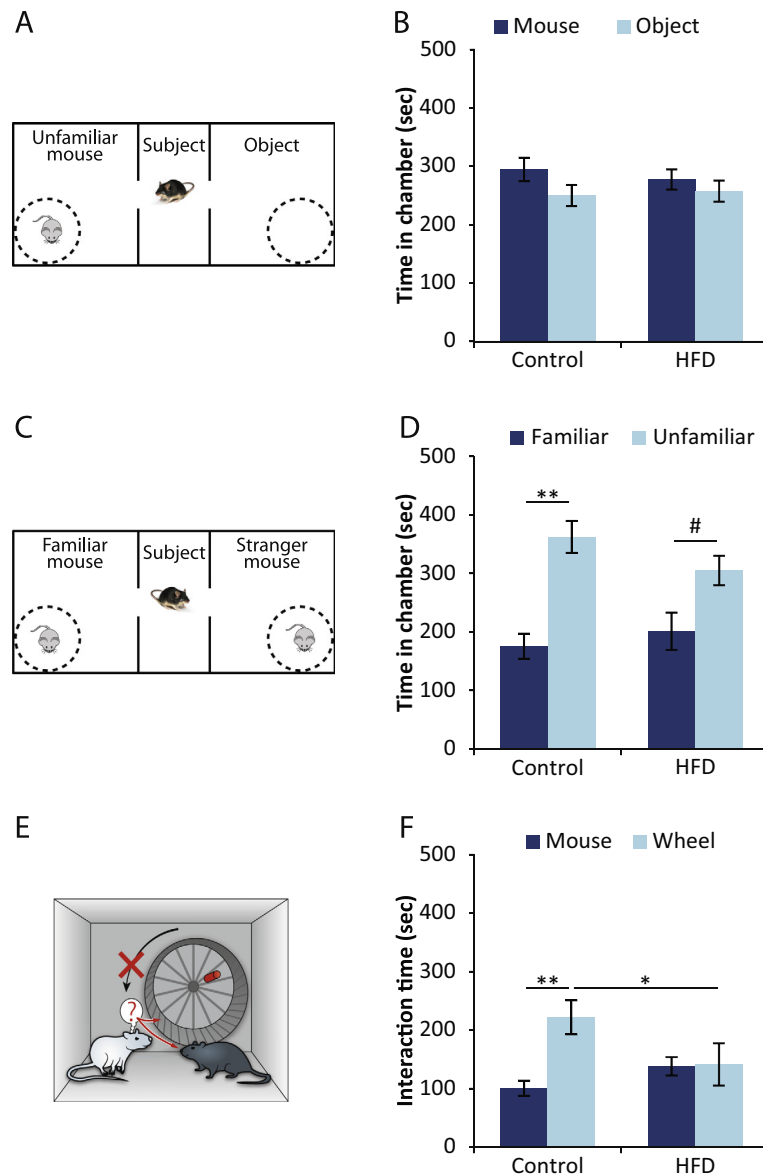 A
Unfamiliar
mouse
Subject
Object
B
Mouse Object
Time in chamber (sec)
500
400
300
200
100
0
Control HFD
C
Familiar
mouse
Subject
Stranger
mouse
D
Familiar Unfamiliar
Time in chamber (sec)
500
400
300
200
100
0
** #
Control HFD
E
?
F
Mouse Wheel
Interaction time (sec)
500
400
300
200
100
0
** *
Control HFD